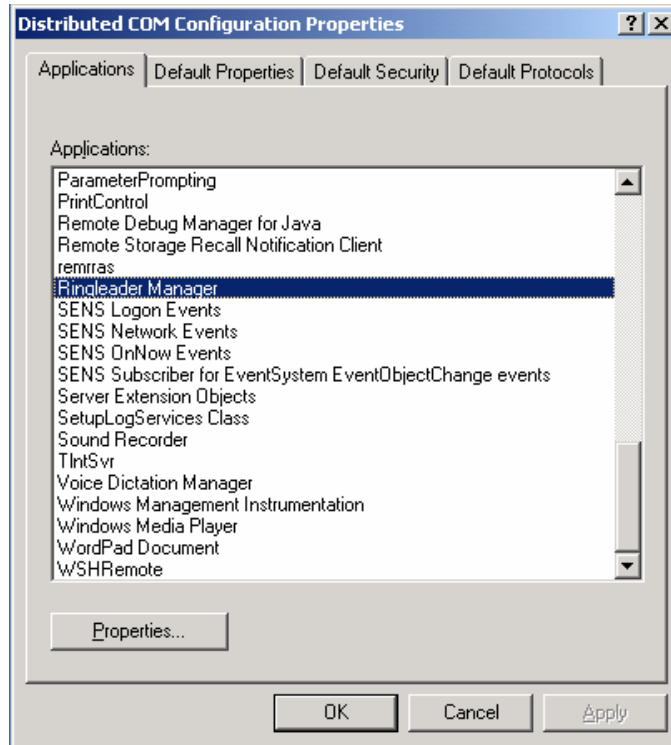 Distributed COM Configuration Properties
Applications Default Properties Default Security Default Protocols
Applications:
ParameterPrompting
PrintControl
Remote Debug Manager for Java
Remote Storage Recall Notification Client
remrras
Ringleader Manager
SENS Logon Events
SENS Network Events
SENS OnNow Events
SENS Subscriber for EventSystem EventObjectChange events
Server Extension Objects
SetupLogServices Class
Sound Recorder
TlntSvr
Voice Dictation Manager
Windows Management Instrumentation
Windows Media Player
WordPad Document
WSHRemote
Properties...
OK Cancel Apply